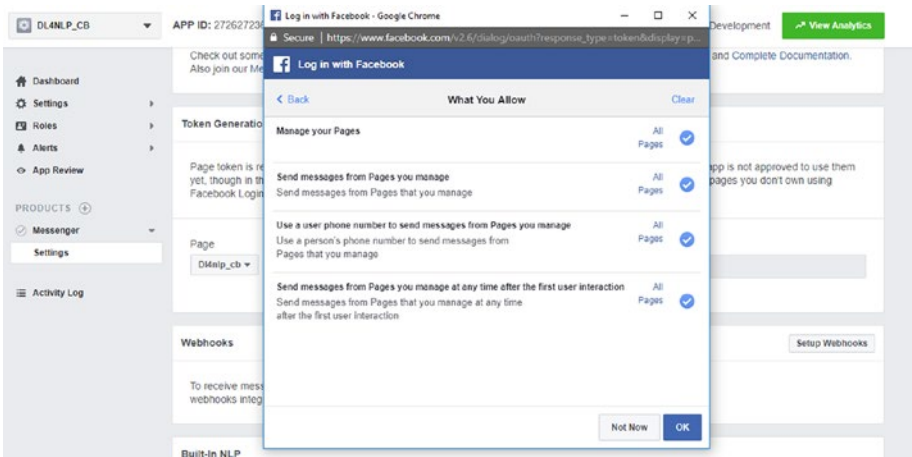 DL4NLP_CB
APP ID: 27262723
Development
View Analytics
Dashboard
Settings
Roles
Alerts
App Review
PRODUCTS
Messenger
Settings
Activity Log
Check out some
and Complete Documentation.
Also join our Me
Token Generatio
Page token is re
app is not approved to use them
yet, though in th
pages you don't own using
Facebook Login
Page
Dl4nlp_cb
Webhooks
Setup Webhooks
To receive mess
webhooks integ
Built-In NLP
Log in with Facebook - Google Chrome
Secure | https://www.facebook.com/v2.6/dialog/oauth?response_type=token&display=p...
Log in with Facebook
Back
What You Allow
Clear
Manage your Pages
All
Pages
Send messages from Pages you manage
Send messages from Pages that you manage
All
Pages
Use a user phone number to send messages from Pages you manage
Use a person's phone number to send messages from
Pages that you manage
All
Pages
Send messages from Pages you manage at any time after the first user interaction
Send messages from Pages that you manage at any time
after the first user interaction
All
Pages
Not Now
OK